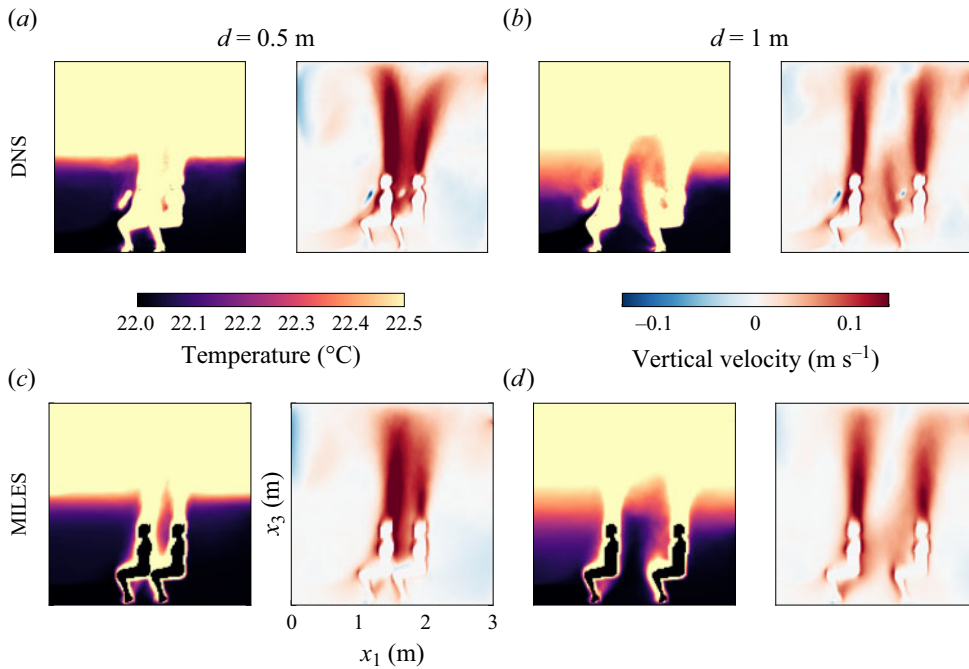 (a) (b)
d = 0.5 m d = 1 m
DNS
22.0 22.1 22.2 22.3 22.4 22.5
Temperature (°C)
–0.1 0 0.1
Vertical velocity (m s⁻¹)
(c) (d)
MILES
x₃ (m)
0 1 2 3
x₁ (m)